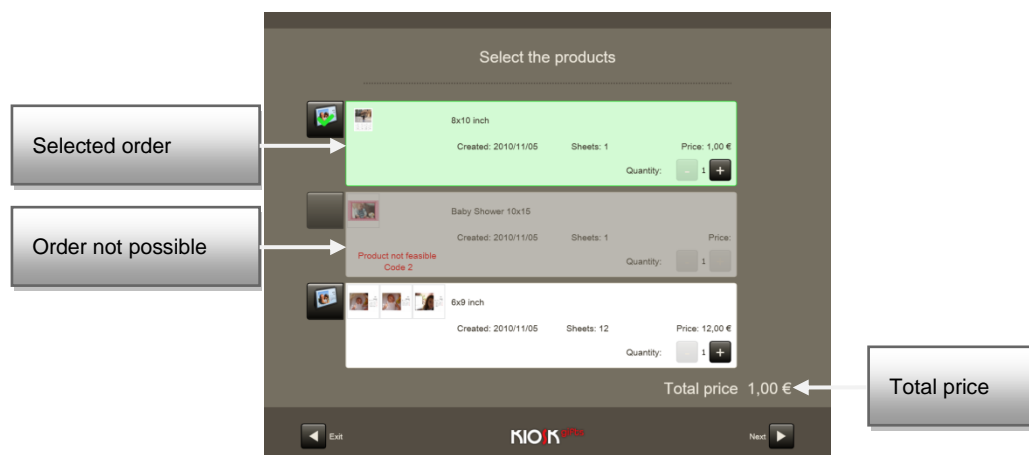 Select the products
Selected order
8x10 inch
Created: 2010/11/05 Sheets: 1 Price: 1,00 €
Quantity: - 1 +
Order not possible
Baby Shower 10x15
Created: 2010/11/05 Sheets: 1 Price:
Product not feasible
Code 2
Quantity: 1
6x9 inch
Created: 2010/11/05 Sheets: 12 Price: 12,00 €
Quantity: 1 +
Total price 1,00 €
Total price
Exit
KIOSK gifts
Next